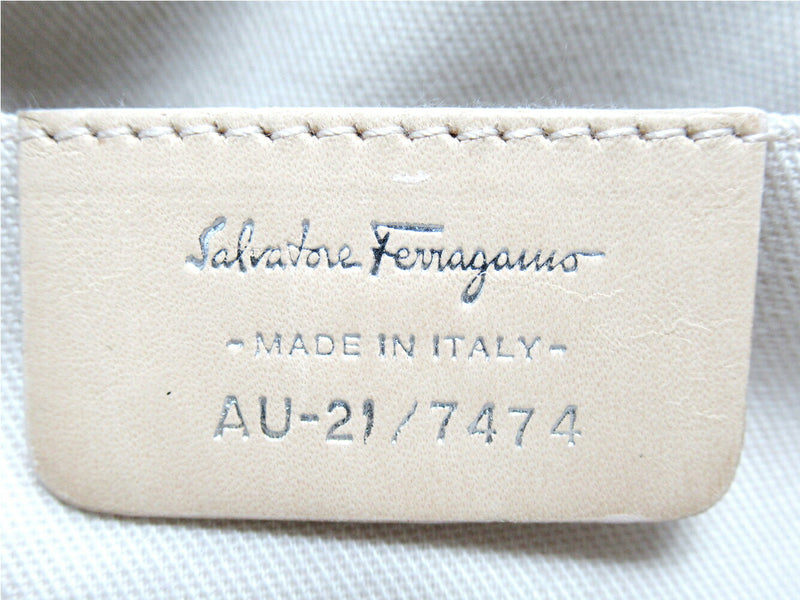 Salvatore Ferragamo
-MADE IN ITALY-
AU-21/7474